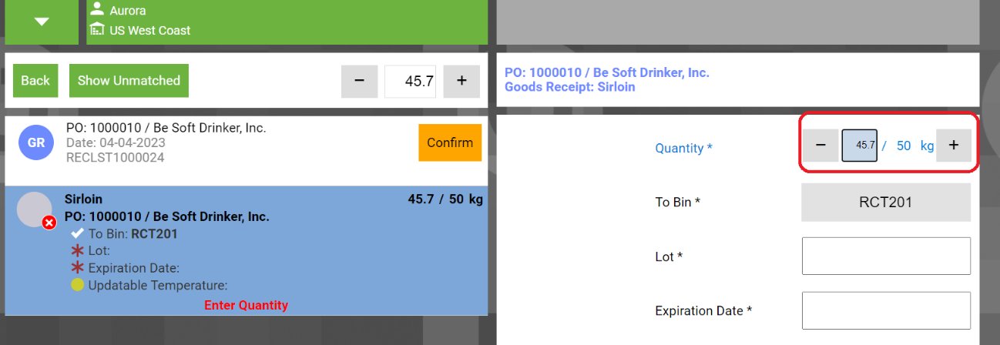 Aurora
US West Coast
Back
Show Unmatched
− 45.7 +
GR
PO: 1000010 / Be Soft Drinker, Inc.
Date: 04-04-2023
RECLST1000024
Confirm
Sirloin 45.7 / 50 kg
PO: 1000010 / Be Soft Drinker, Inc.
To Bin: RCT201
Lot:
Expiration Date:
Updatable Temperature:
Enter Quantity
PO: 1000010 / Be Soft Drinker, Inc.
Goods Receipt: Sirloin
Quantity * − 45.7 / 50 kg +
To Bin * RCT201
Lot *
Expiration Date *